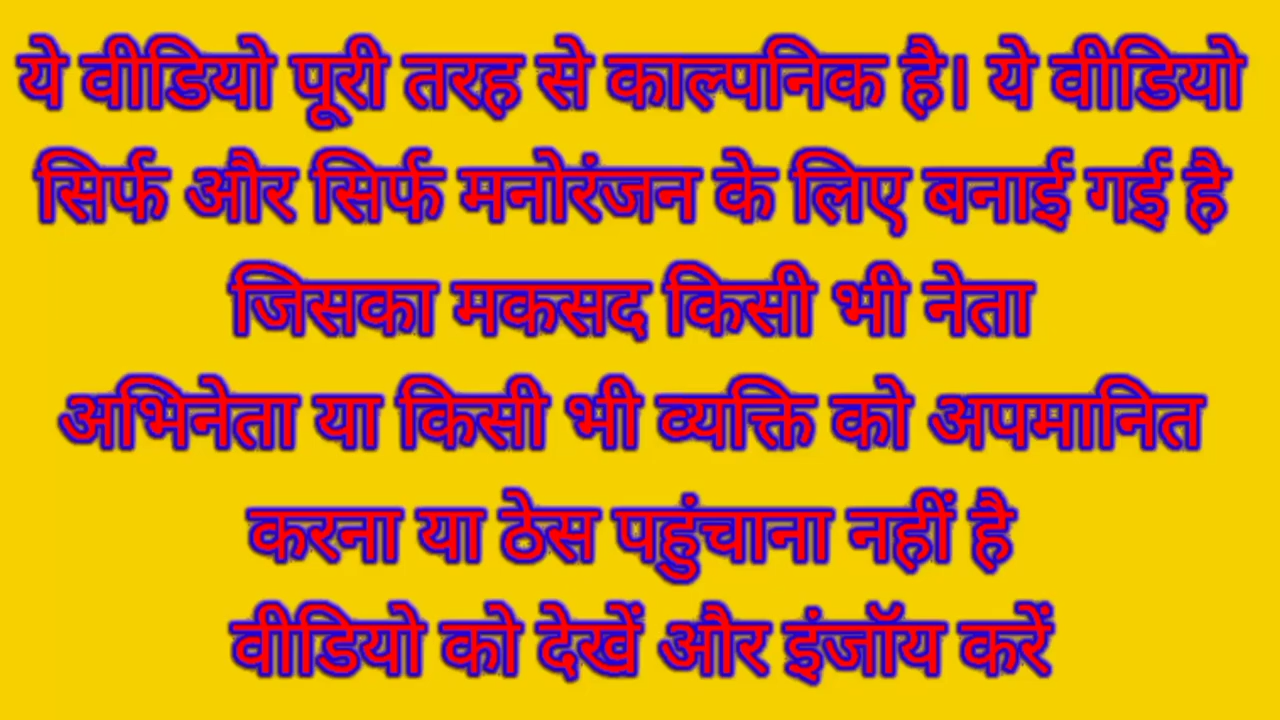 ये वीडियो पूरी तरह से काल्पनिक है। ये वीडियो
सिर्फ और सिर्फ मनोरंजन के लिए बनाई गई है
जिसका मकसद किसी भी नेता
अभिनेता या किसी भी व्यक्ति को अपमानित
करना या ठेस पहुंचाना नहीं है
वीडियो को देखें और इंजॉय करें